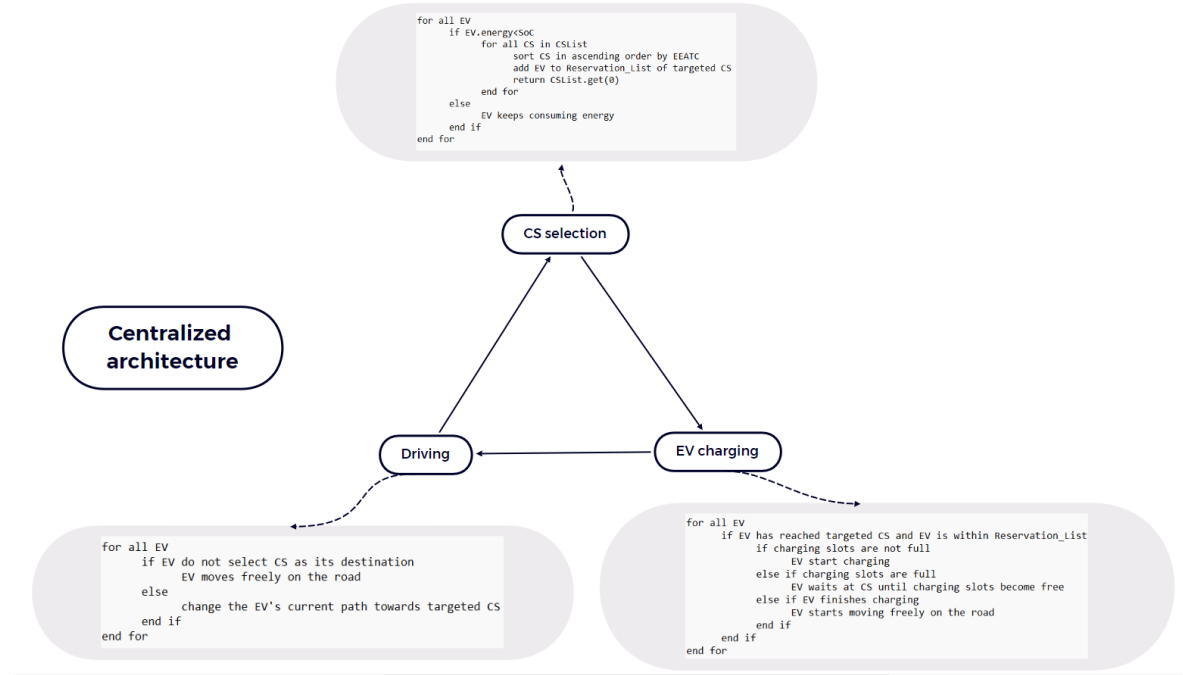 for all EV
if EV.energy<SoC
for all CS in CSList
sort CS in ascending order by EEATC
add EV to Reservation_List of targeted CS
return CSList.get(0)
end for
else
EV keeps consuming energy
end if
end for
CS selection
Centralized
architecture
Driving
EV charging
for all EV
if EV do not select CS as its destination
EV moves freely on the road
else
change the EV's current path towards targeted CS
end if
end for
for all EV
if EV has reached targeted CS and EV is within Reservation_List
if charging slots are not full
EV start charging
else if charging slots are full
EV waits at CS until charging slots become free
else if EV finishes charging
EV starts moving freely on the road
end if
end if
end for